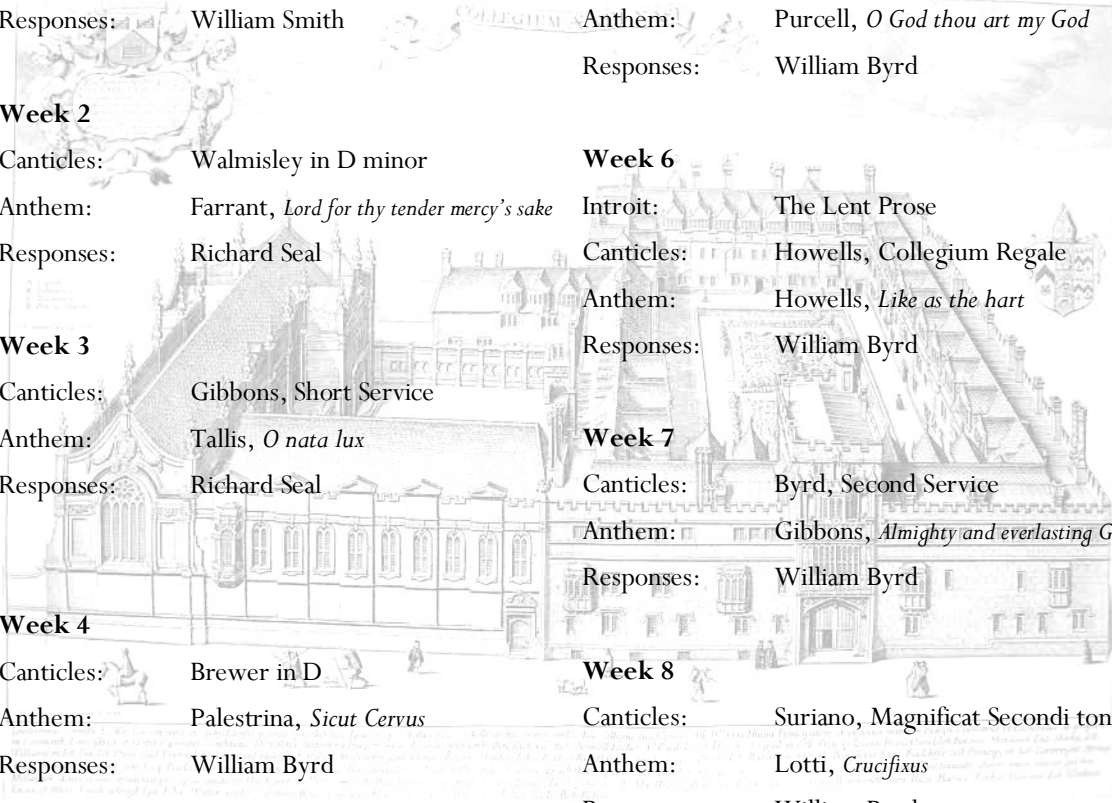 Responses: William Smith
Week 2
Canticles: Walmisley in D minor
Anthem: Farrant, Lord for thy tender mercy's sake
Responses: Richard Seal
Week 3
Canticles: Gibbons, Short Service
Anthem: Tallis, O nata lux
Responses: Richard Seal
Week 4
Canticles: Brewer in D
Anthem: Palestrina, Sicut Cervus
Responses: William Byrd
Anthem: Purcell, O God thou art my God
Responses: William Byrd
Week 6
Introit: The Lent Prose
Canticles: Howells, Collegium Regale
Anthem: Howells, Like as the hart
Responses: William Byrd
Week 7
Canticles: Byrd, Second Service
Anthem: Gibbons, Almighty and everlasting G
Responses: William Byrd
Week 8
Canticles: Suriano, Magnificat Secondi ton
Anthem: Lotti, Crucifixus